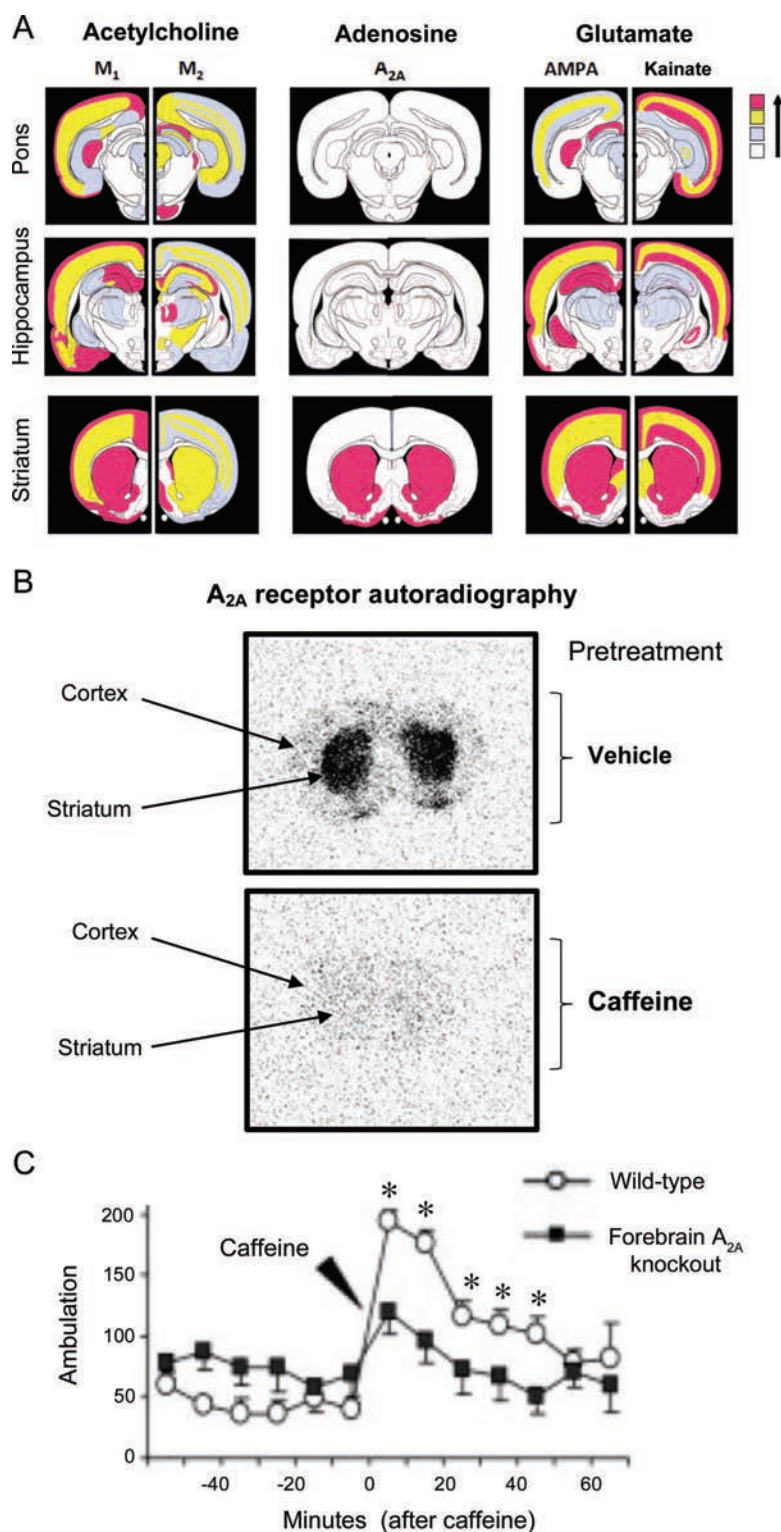 A
Acetylcholine
Adenosine
Glutamate
M1
M2
A2A
AMPA
Kainate
Pons
Hippocampus
Striatum
B
A2A receptor autoradiography
Pretreatment
Cortex
Striatum
Vehicle
Cortex
Striatum
Caffeine
C
Wild-type
Forebrain A2A
knockout
Caffeine
* * * * *
Ambulation
200
150
100
50
0
-40 -20 0 20 40 60
Minutes (after caffeine)